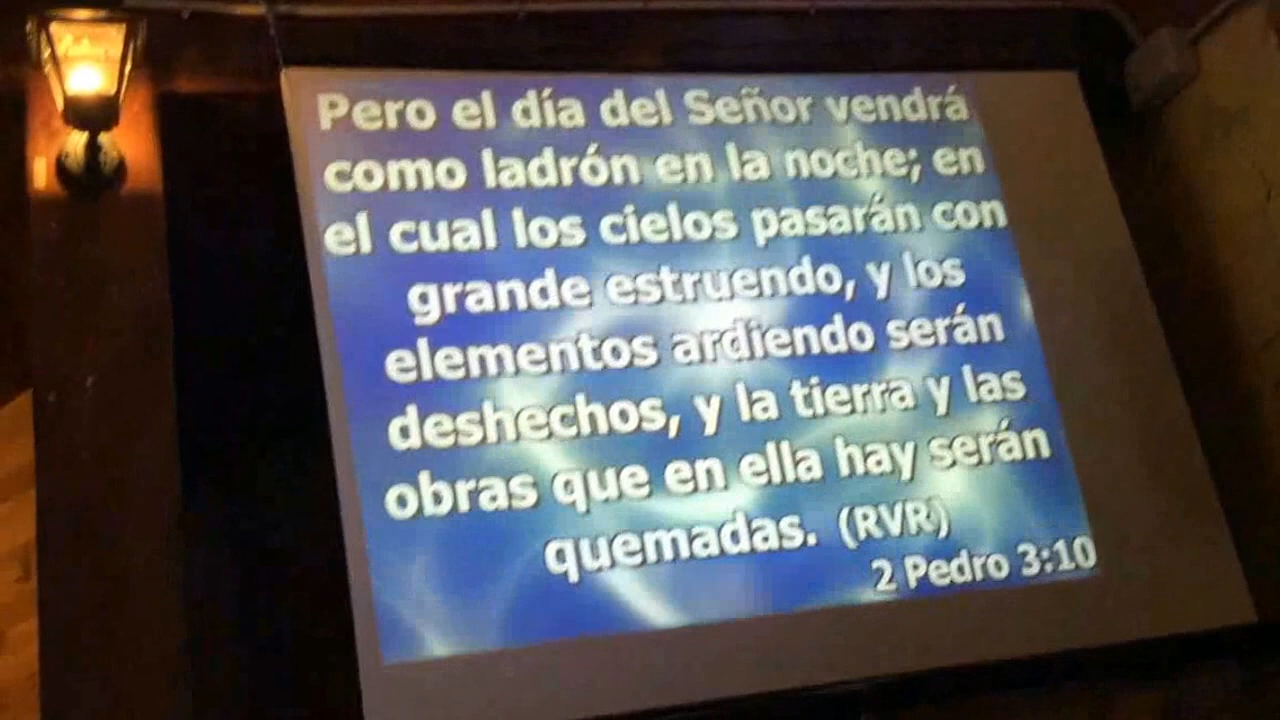 Pero el día del Señor vendrá
como ladrón en la noche; en
el cual los cielos pasarán con
grande estruendo, y los
elementos ardiendo serán
deshechos, y la tierra y las
obras que en ella hay serán
quemadas. (RVR)
2 Pedro 3:10